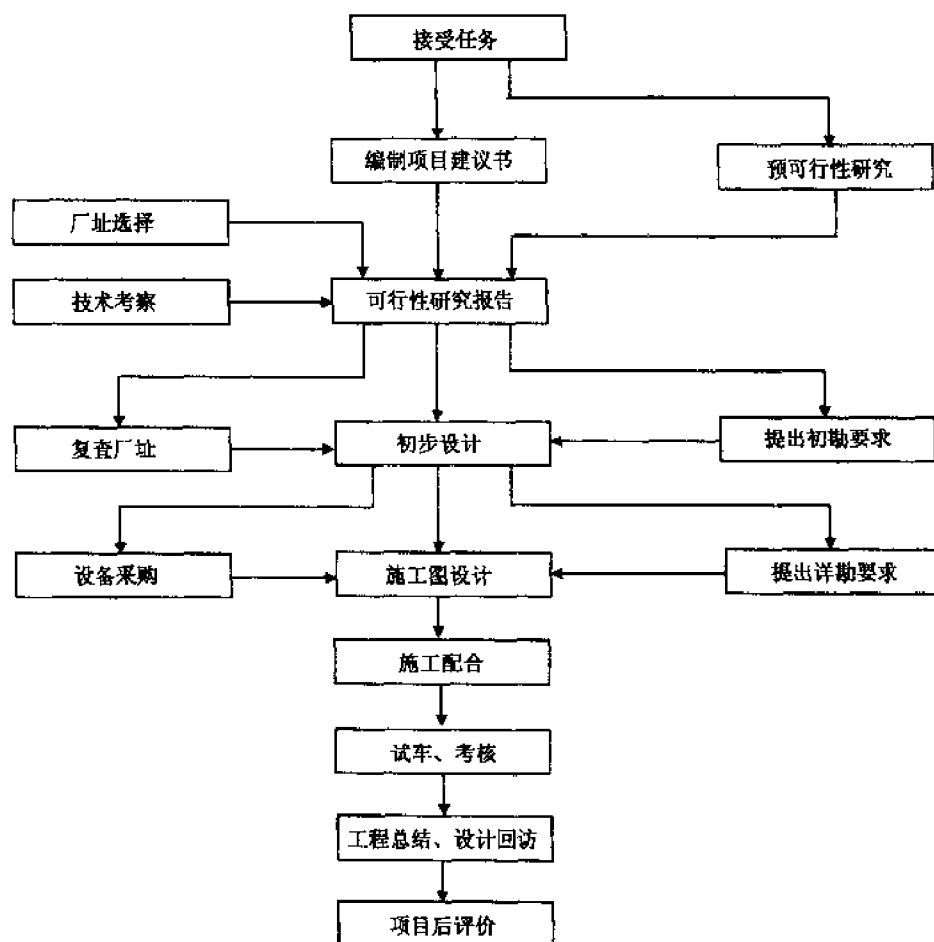 接受任务
编制项目建议书
预可行性研究
厂址选择
技术考察
可行性研究报告
复查厂址
初步设计
提出初勘要求
设备采购
施工图设计
提出详勘要求
施工配合
试车、考核
工程总结、设计回访
项目后评价